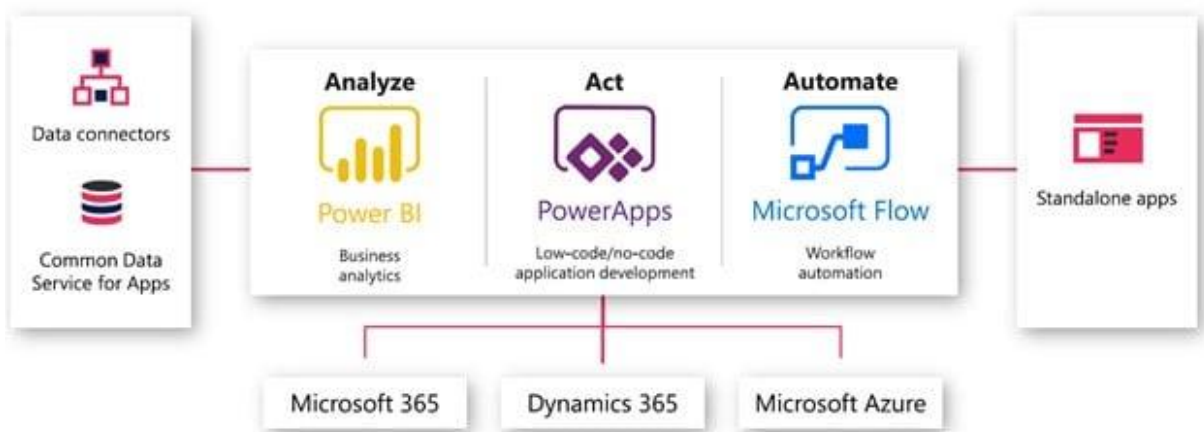 Data connectors
Common Data
Service for Apps
Analyze
Power BI
Business
analytics
Act
PowerApps
Low-code/no-code
application development
Automate
Microsoft Flow
Workflow
automation
Standalone apps
Microsoft 365
Dynamics 365
Microsoft Azure